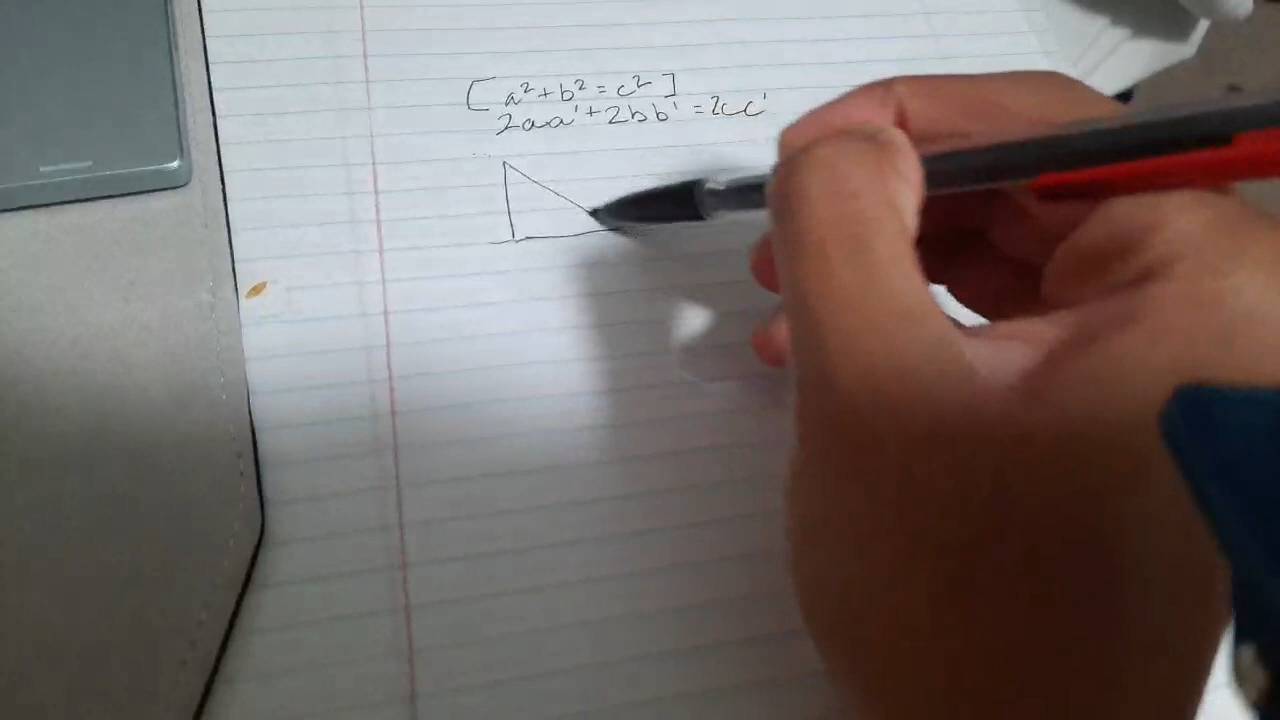 [a² + b² = c²]
2aa' + 2bb' = 2cc'